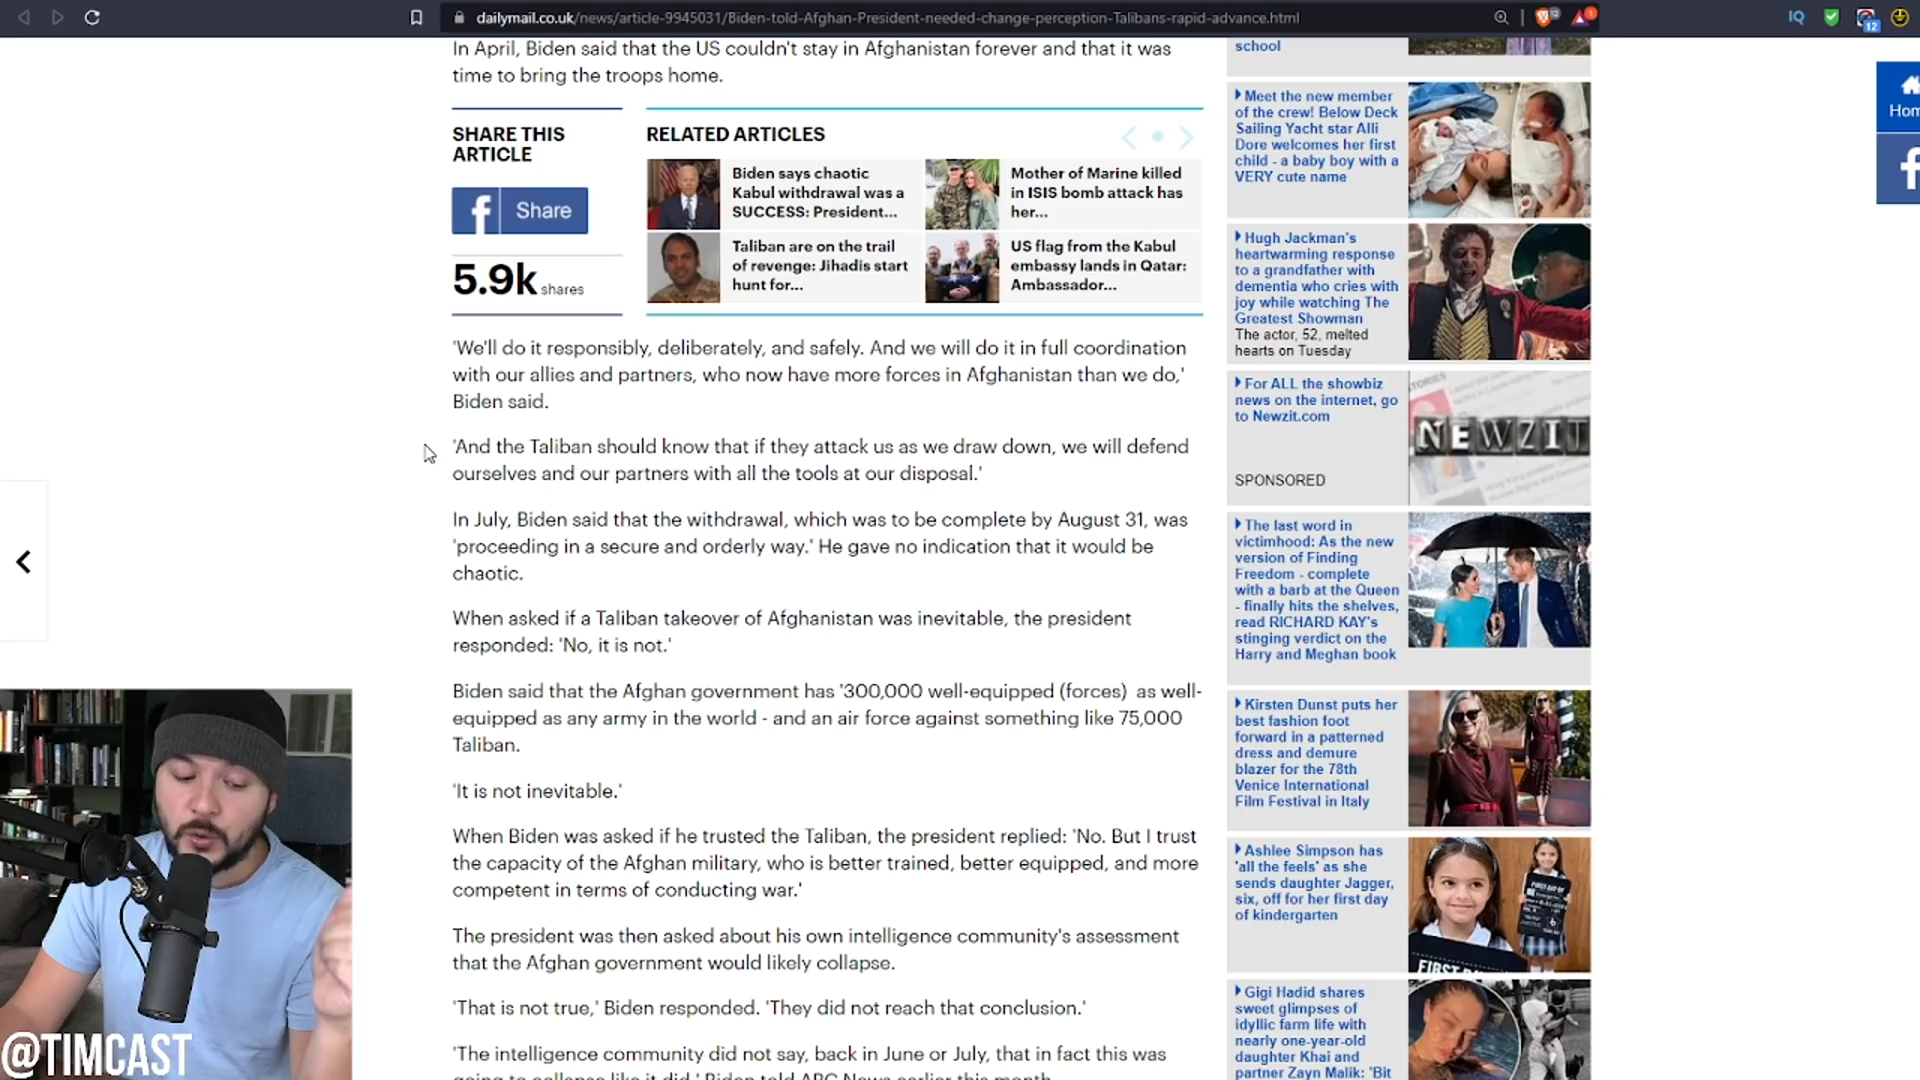 dailymail.co.uk/news/article-9945031/Biden-told-Afghan-President-needed-change-perception-Talibans-rapid-advance.html
12
1
IQ
12
In April, Biden said that the US couldn't stay in Afghanistan forever and that it was
time to bring the troops home.
SHARE THIS
ARTICLE
f Share
5.9k shares
RELATED ARTICLES
Biden says chaotic
Kabul withdrawal was a
SUCCESS: President...
Mother of Marine killed
in ISIS bomb attack has
her...
Taliban are on the trail
of revenge: Jihadis start
hunt for...
US flag from the Kabul
embassy lands in Qatar:
Ambassador...
'We'll do it responsibly, deliberately, and safely. And we will do it in full coordination
with our allies and partners, who now have more forces in Afghanistan than we do,'
Biden said.
'And the Taliban should know that if they attack us as we draw down, we will defend
ourselves and our partners with all the tools at our disposal.'
In July, Biden said that the withdrawal, which was to be complete by August 31, was
'proceeding in a secure and orderly way.' He gave no indication that it would be
chaotic.
When asked if a Taliban takeover of Afghanistan was inevitable, the president
responded: 'No, it is not.'
Biden said that the Afghan government has '300,000 well-equipped (forces) as well-
equipped as any army in the world - and an air force against something like 75,000
Taliban.
'It is not inevitable.'
When Biden was asked if he trusted the Taliban, the president replied: 'No. But I trust
the capacity of the Afghan military, who is better trained, better equipped, and more
competent in terms of conducting war.'
The president was then asked about his own intelligence community's assessment
that the Afghan government would likely collapse.
'That is not true,' Biden responded. 'They did not reach that conclusion.'
'The intelligence community did not say, back in June or July, that in fact this was
going to collapse like it did,' Biden told ABC News earlier this month.
school
Meet the new member
of the crew! Below Deck
Sailing Yacht star Alli
Dore welcomes her first
child - a baby boy with a
VERY cute name
Hugh Jackman's
heartwarming response
to a grandfather with
dementia who cries with
joy while watching The
Greatest Showman
The actor, 52, melted
hearts on Tuesday
For ALL the showbiz
news on the internet, go
to Newzit.com
SPONSORED
NEWZIT
The last word in
victimhood: As the new
version of Finding
Freedom - complete
with a barb at the Queen
- finally hits the shelves,
read RICHARD KAY's
stinging verdict on the
Harry and Meghan book
Kirsten Dunst puts her
best fashion foot
forward in a patterned
dress and demure
blazer for the 78th
Venice International
Film Festival in Italy
Ashlee Simpson has
'all the feels' as she
sends daughter Jagger,
six, off for her first day
of kindergarten
FIRST DAY
Gigi Hadid shares
sweet glimpses of
idyllic farm life with
nearly one-year-old
daughter Khai and
partner Zayn Malik: 'Bit
Hom
f
@TIMCAST